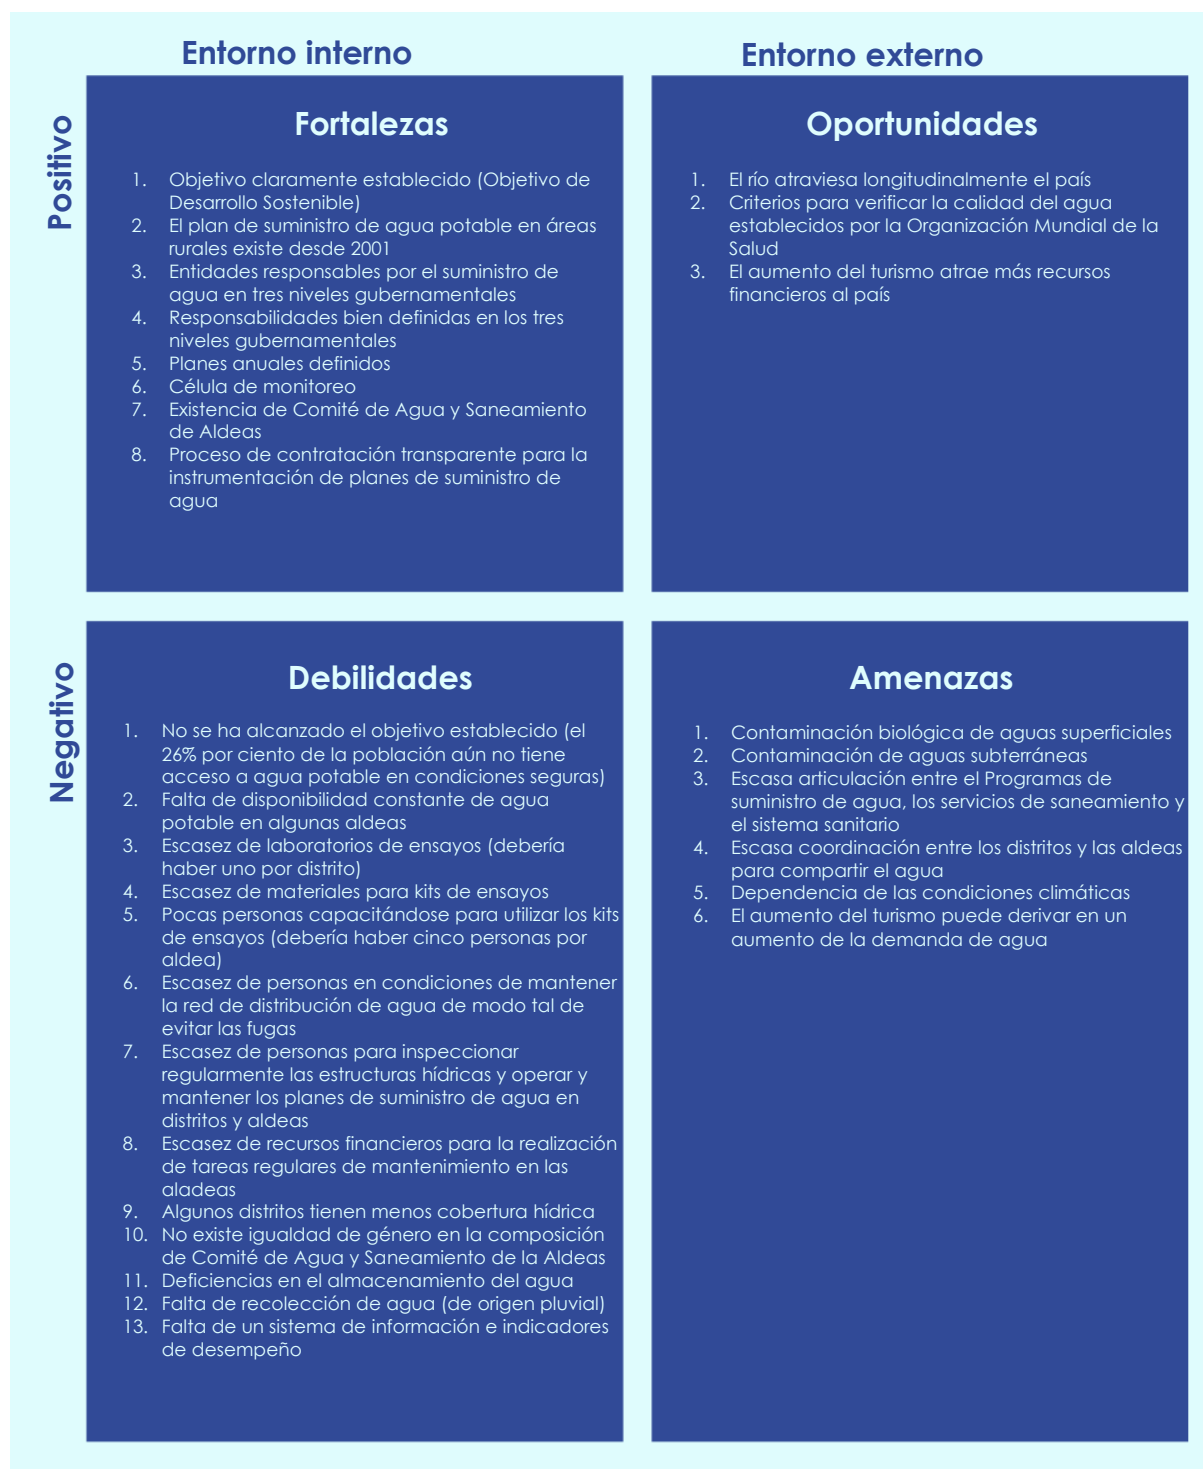 Entorno interno
Entorno externo
Positivo
Fortalezas
1. Objetivo claramente establecido (Objetivo de
Desarrollo Sostenible)
2. El plan de suministro de agua potable en áreas
rurales existe desde 2001
3. Entidades responsables por el suministro de
agua en tres niveles gubernamentales
4. Responsabilidades bien definidas en los tres
niveles gubernamentales
5. Planes anuales definidos
6. Célula de monitoreo
7. Existencia de Comité de Agua y Saneamiento
de Aldeas
8. Proceso de contratación transparente para la
instrumentación de planes de suministro de
agua
Oportunidades
1. El río atraviesa longitudinalmente el país
2. Criterios para verificar la calidad del agua
establecidos por la Organización Mundial de la
Salud
3. El aumento del turismo atrae más recursos
financieros al país
Negativo
Debilidades
1. No se ha alcanzado el objetivo establecido (el
26% por ciento de la población aún no tiene
acceso a agua potable en condiciones seguras)
2. Falta de disponibilidad constante de agua
potable en algunas aldeas
3. Escasez de laboratorios de ensayos (debería
haber uno por distrito)
4. Escasez de materiales para kits de ensayos
5. Pocas personas capacitándose para utilizar los kits
de ensayos (debería haber cinco personas por
aldea)
6. Escasez de personas en condiciones de mantener
la red de distribución de agua de modo tal de
evitar las fugas
7. Escasez de personas para inspeccionar
regularmente las estructuras hídricas y operar y
mantener los planes de suministro de agua en
distritos y aldeas
8. Escasez de recursos financieros para la realización
de tareas regulares de mantenimiento en las
aladeas
9. Algunos distritos tienen menos cobertura hídrica
10. No existe igualdad de género en la composición
de Comité de Agua y Saneamiento de la Aldeas
11. Deficiencias en el almacenamiento del agua
12. Falta de recolección de agua (de origen pluvial)
13. Falta de un sistema de información e indicadores
de desempeño
Amenazas
1. Contaminación biológica de aguas superficiales
2. Contaminación de aguas subterráneas
3. Escasa articulación entre el Programas de
suministro de agua, los servicios de saneamiento y
el sistema sanitario
4. Escasa coordinación entre los distritos y las aldeas
para compartir el agua
5. Dependencia de las condiciones climáticas
6. El aumento del turismo puede derivar en un
aumento de la demanda de agua